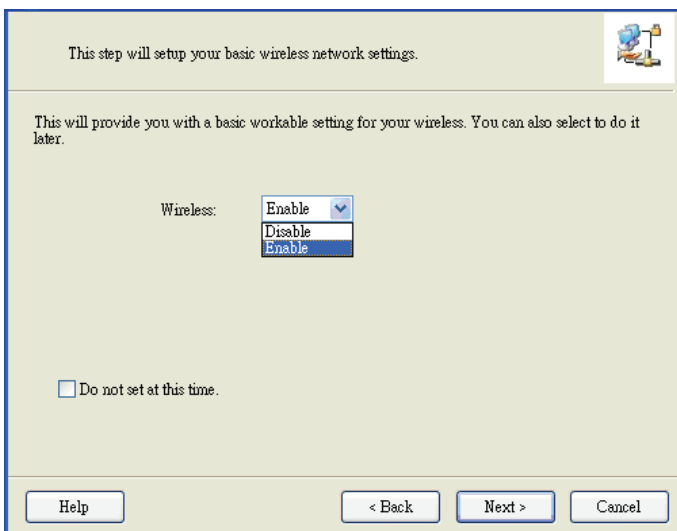 This step will setup your basic wireless network settings.
This will provide you with a basic workable setting for your wireless. You can also select to do it
later.
Wireless: Enable
Disable
Enable
Do not set at this time.
Help < Back Next > Cancel